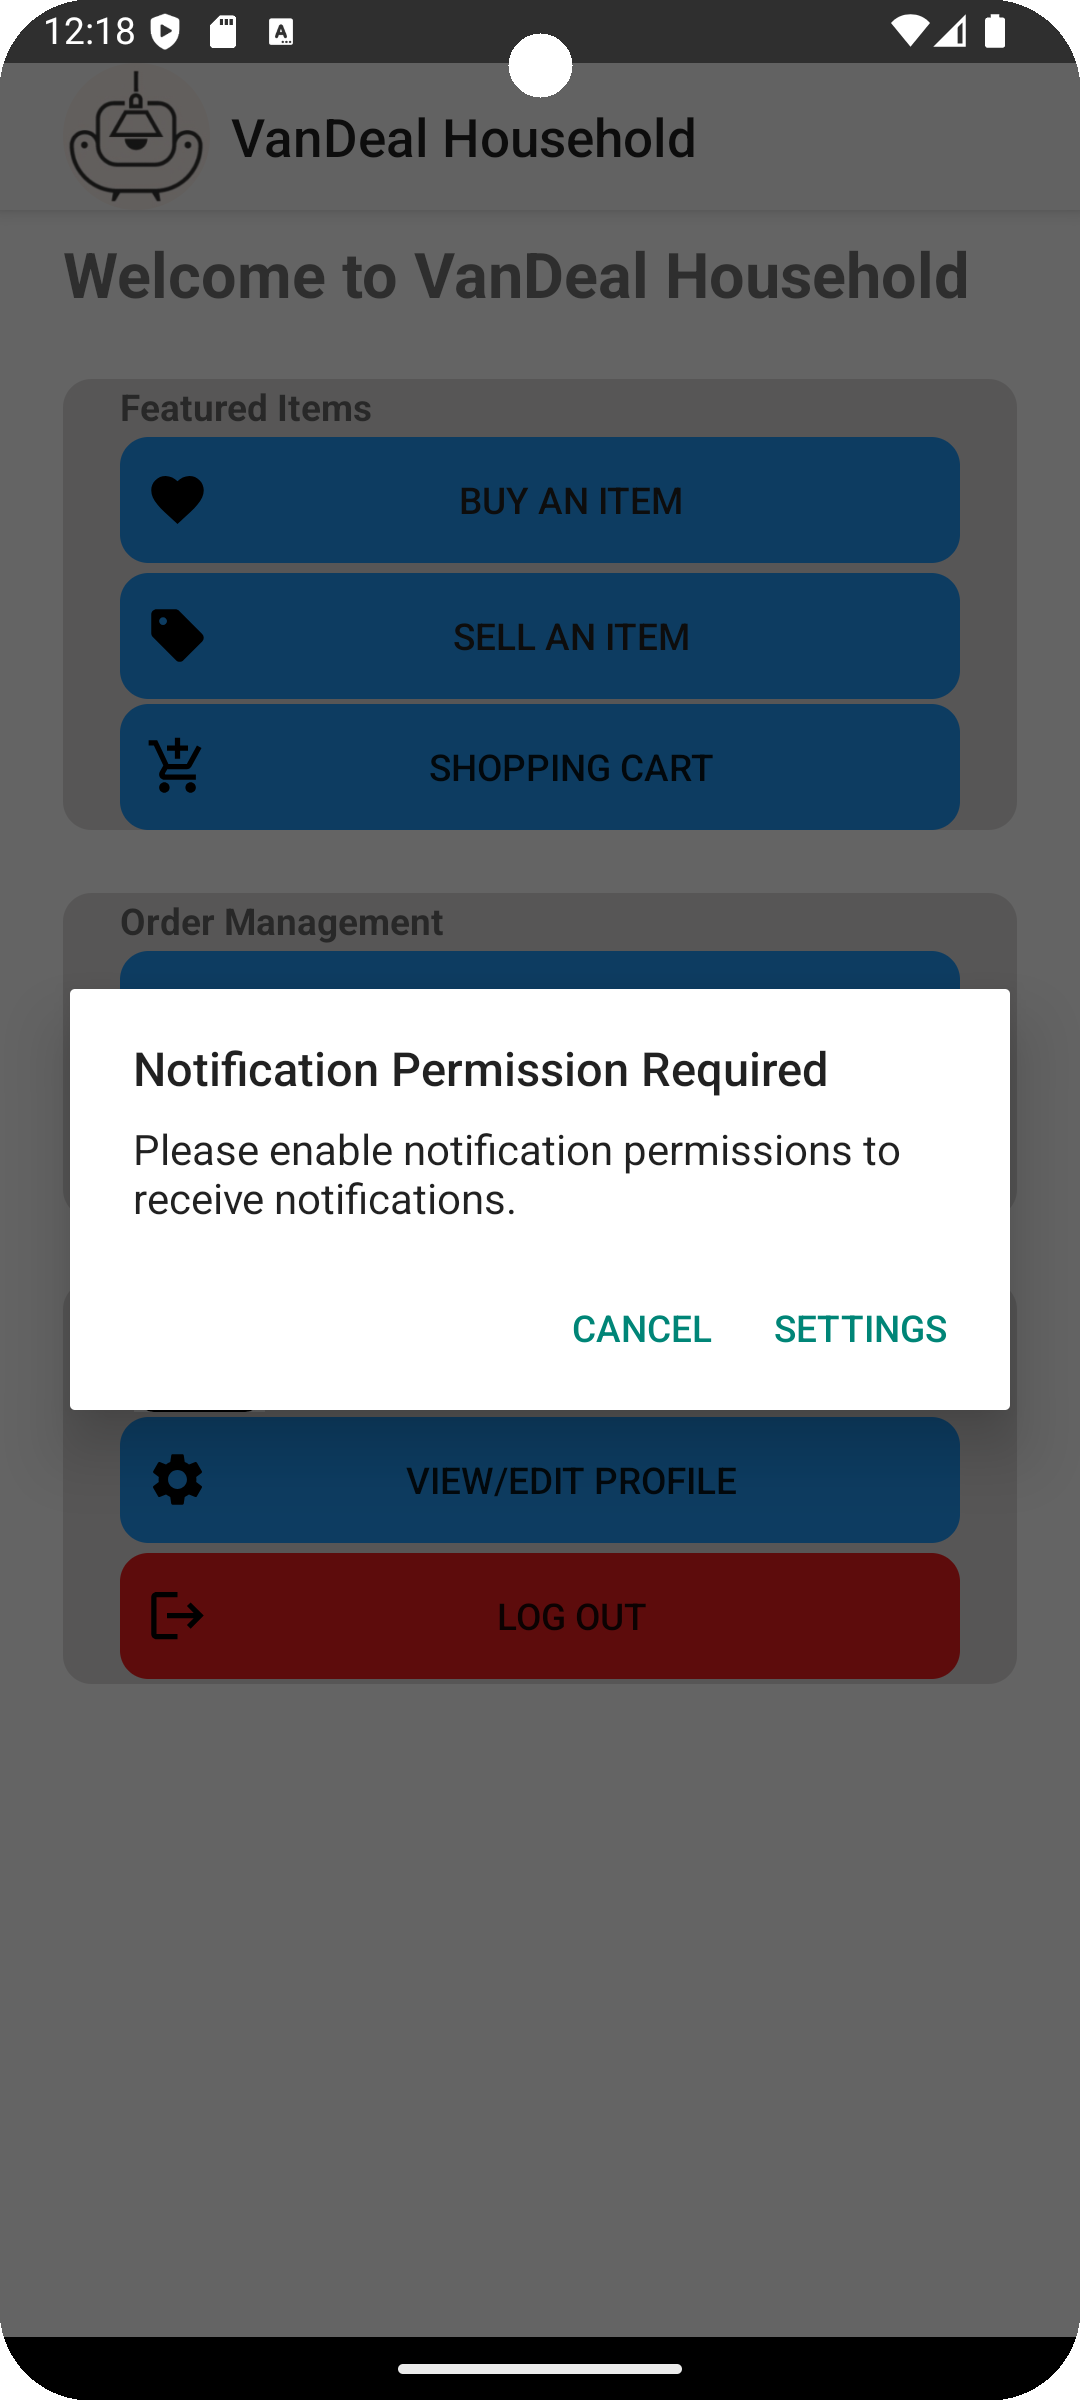 12:18
VanDeal Household
Welcome to VanDeal Household
Featured Items
BUY AN ITEM
SELL AN ITEM
SHOPPING CART
Order Management
Notification Permission Required
Please enable notification permissions to
receive notifications.
CANCEL
SETTINGS
VIEW/EDIT PROFILE
LOG OUT